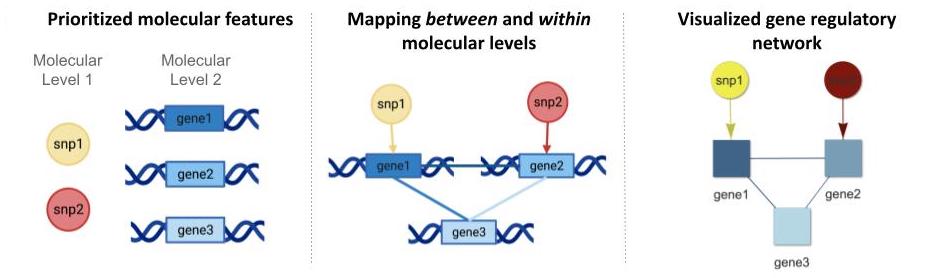 Prioritized molecular features
Molecular
Level 1
Molecular
Level 2
snp1
snp2
gene1
gene2
gene3
Mapping between and within
molecular levels
snp1
snp2
gene1
gene2
gene3
Visualized gene regulatory
network
snp1
gene1
gene2
gene3